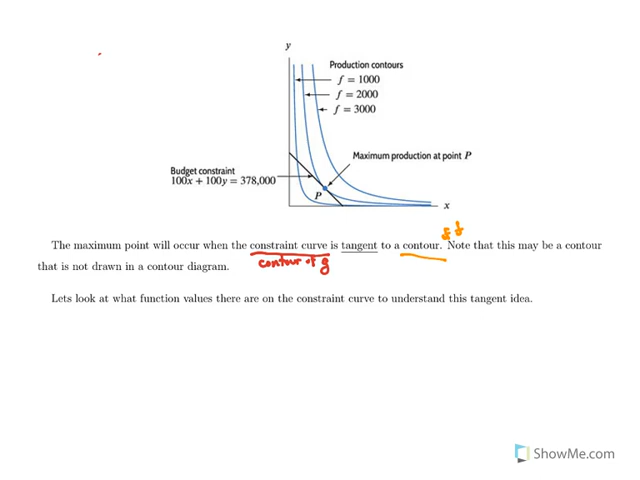 y
Production contours
f = 1000
f = 2000
f = 3000
Maximum production at point P
Budget constraint
100x + 100y = 378,000
P
x
The maximum point will occur when the constraint curve is tangent to a contour. Note that this may be a contour
contour of g
that is not drawn in a contour diagram.
Lets look at what function values there are on the constraint curve to understand this tangent idea.
ShowMe.com